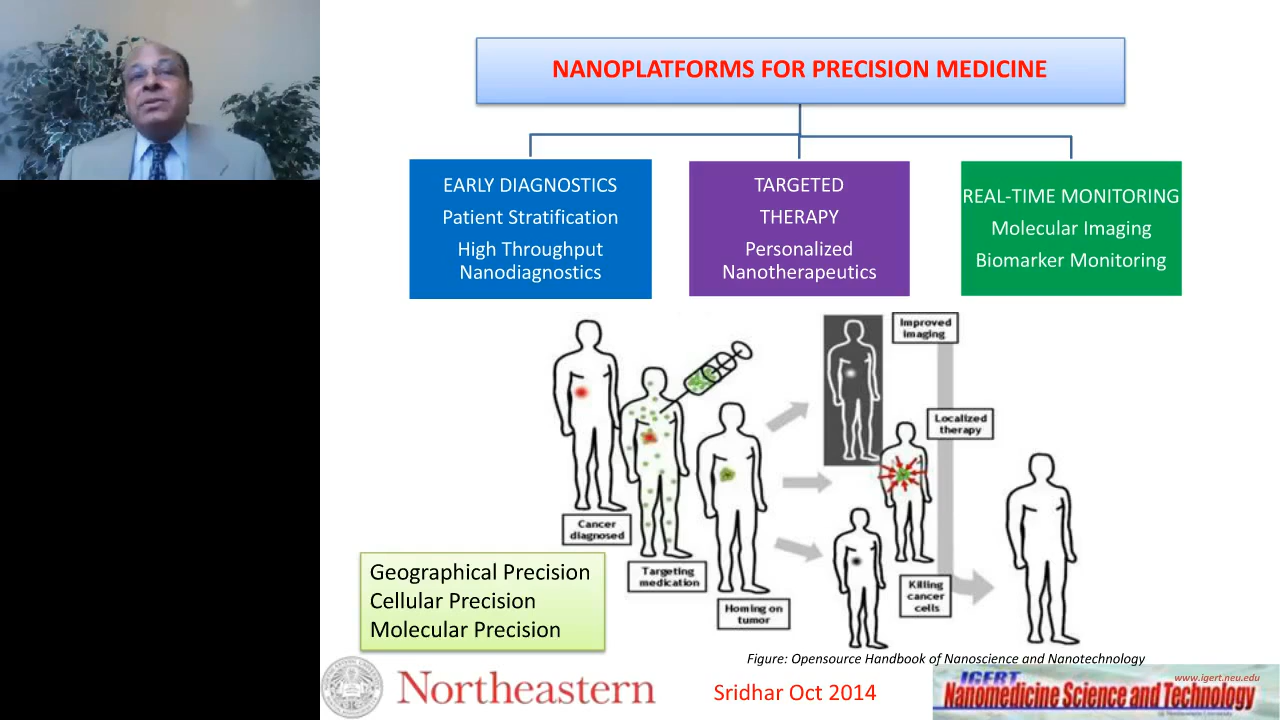 NANOPLATFORMS FOR PRECISION MEDICINE
EARLY DIAGNOSTICS
Patient Stratification
High Throughput
Nanodiagnostics
TARGETED
THERAPY
Personalized
Nanotherapeutics
REAL-TIME MONITORING
Molecular Imaging
Biomarker Monitoring
Improved
imaging
Localized
therapy
Cancer
diagnosed
Targeting
medication
Homing on
tumor
Killing
cancer
cells
Geographical Precision
Cellular Precision
Molecular Precision
Figure: Opensource Handbook of Nanoscience and Nanotechnology
Northeastern
Sridhar Oct 2014
www.igert.neu.edu
IGERT
Nanomedicine Science and Technology